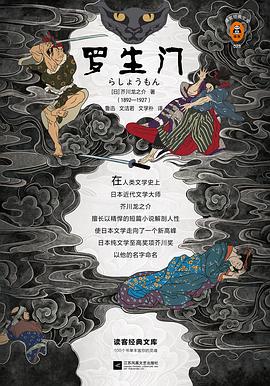 罗生门
らしょうもん
[日]芥川龙之介
(1892—1927)
鲁迅 文洁若 文学朴 译
在人类文学史上
日本近代文学大师
芥川龙之介
擅长以精悍的短篇小说解剖人性
使日本文学走向了一个新高峰
日本纯文学至高奖项芥川奖
以他的名字命名
读客经典文库
江苏凤凰文艺出版社